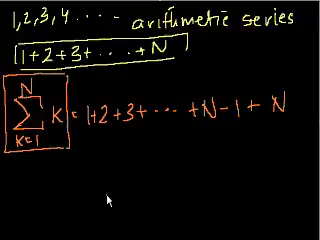 1, 2, 3, 4 .... - arithmetic series
1+2+3+ ... +N
N
∑ K = 1+2+3+ ... + N-1 + N
K=1